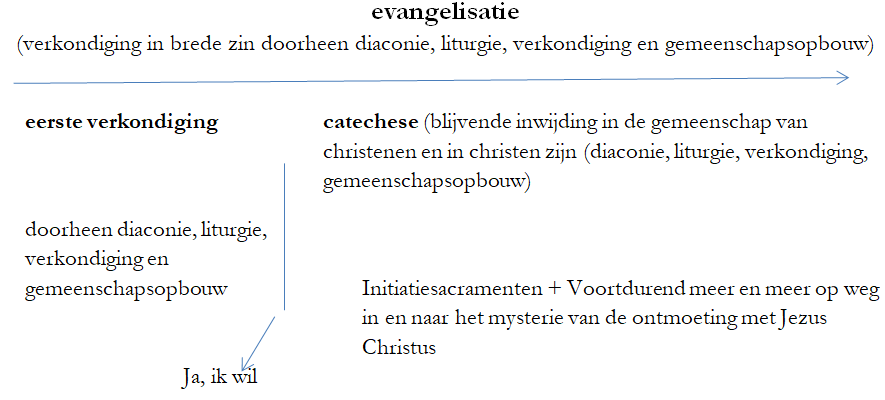 evangelisatie
(verkondiging in brede zin doorheen diaconie, liturgie, verkondiging en gemeenschapsopbouw)
eerste verkondiging
doorheen diaconie, liturgie,
verkondiging en
gemeenschapsopbouw
Ja, ik wil
catechese (blijvende inwijding in de gemeenschap van
christenen en in christen zijn (diaconie, liturgie, verkondiging,
gemeenschapsopbouw)
Initiatiesacramenten + Voortdurend meer en meer op weg
in en naar het mysterie van de ontmoeting met Jezus
Christus